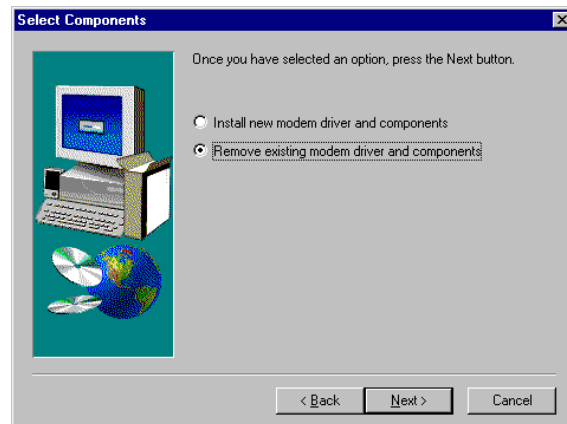 Select Components
Once you have selected an option, press the Next button.
Install new modem driver and components
Remove existing modem driver and components
< Back
Next >
Cancel